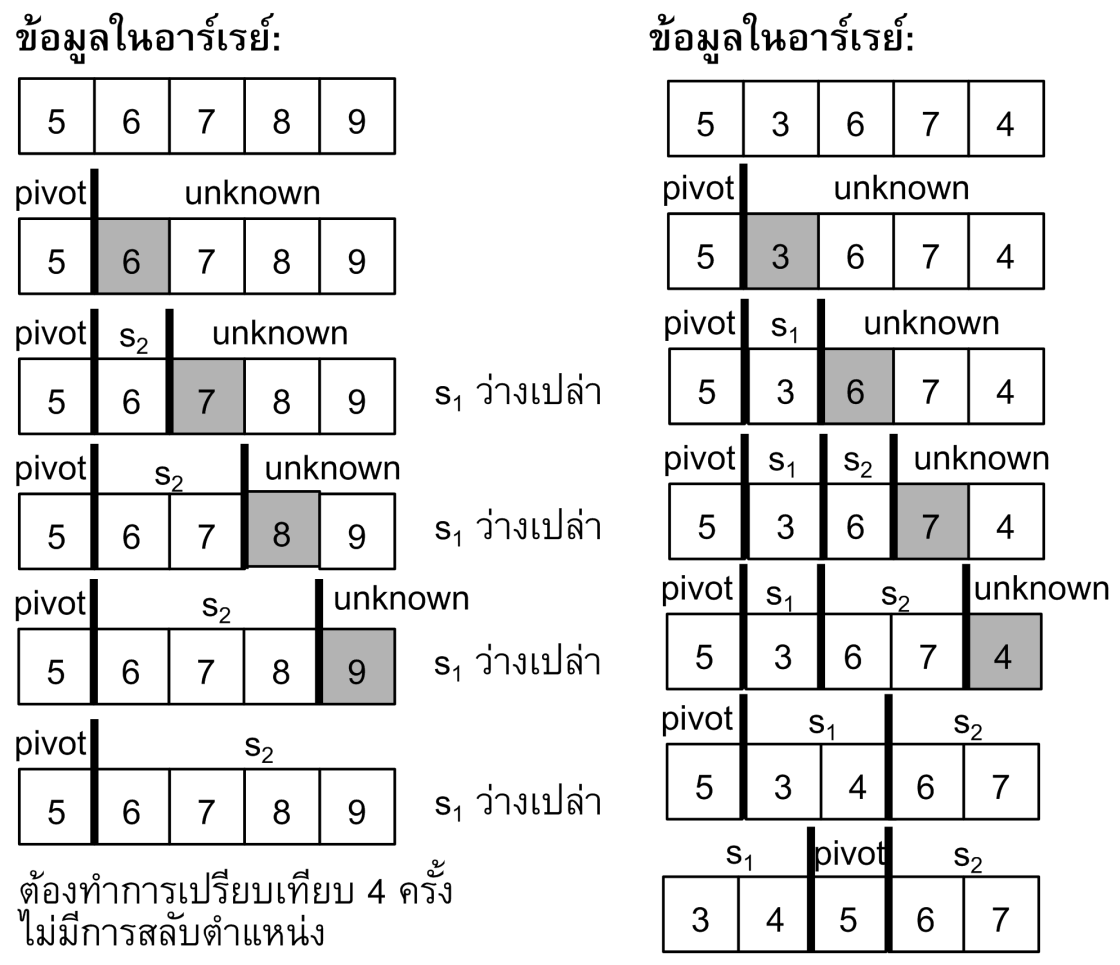 ข้อมูลในอาร์เรย์:
5 6 7 8 9
pivot unknown
5 6 7 8 9
pivot s₂ unknown
5 6 7 8 9 s₁ ว่างเปล่า
pivot s₂ unknown
5 6 7 8 9 s₁ ว่างเปล่า
pivot s₂ unknown
5 6 7 8 9 s₁ ว่างเปล่า
pivot s₂
5 6 7 8 9 s₁ ว่างเปล่า
ต้องทำการเปรียบเทียบ 4 ครั้ง
ไม่มีการสลับตำแหน่ง
ข้อมูลในอาร์เรย์:
5 3 6 7 4
pivot unknown
5 3 6 7 4
pivot s₁ unknown
5 3 6 7 4
pivot s₁ s₂ unknown
5 3 6 7 4
pivot s₁ s₂ unknown
5 3 6 7 4
pivot s₁ s₂
5 3 4 6 7
s₁ pivot s₂
3 4 5 6 7